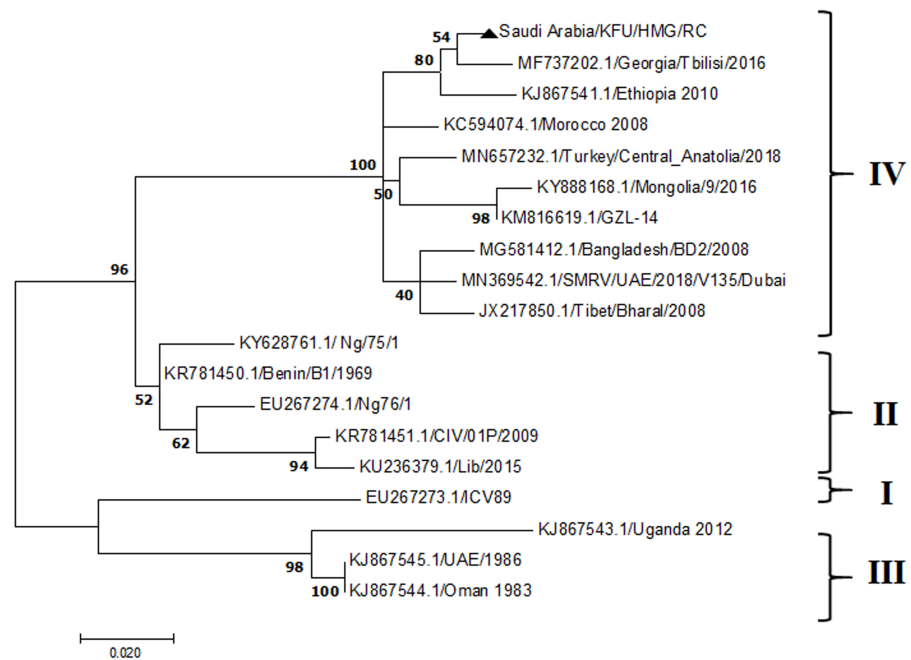 Saudi Arabia/KFU/HMG/RC
54
MF737202.1/Georgia/Tbilisi/2016
80
KJ867541.1/Ethiopia 2010
KC594074.1/Morocco 2008
MN657232.1/Turkey/Central_Anatolia/2018
100
IV
KY888168.1/Mongolia/9/2016
50
98
KM816619.1/GZL-14
MG581412.1/Bangladesh/BD2/2008
96
MN369542.1/SMRV/UAE/2018/V135/Dubai
40
JX217850.1/Tibet/Bharal/2008
KY628761.1/ Ng/75/1
KR781450.1/Benin/B1/1969
52
EU267274.1/Ng76/1
II
62
KR781451.1/CIV/01P/2009
94
KU236379.1/Lib/2015
EU267273.1/ICV89
I
KJ867543.1/Uganda 2012
98
KJ867545.1/UAE/1986
III
100
KJ867544.1/Oman 1983
0.020